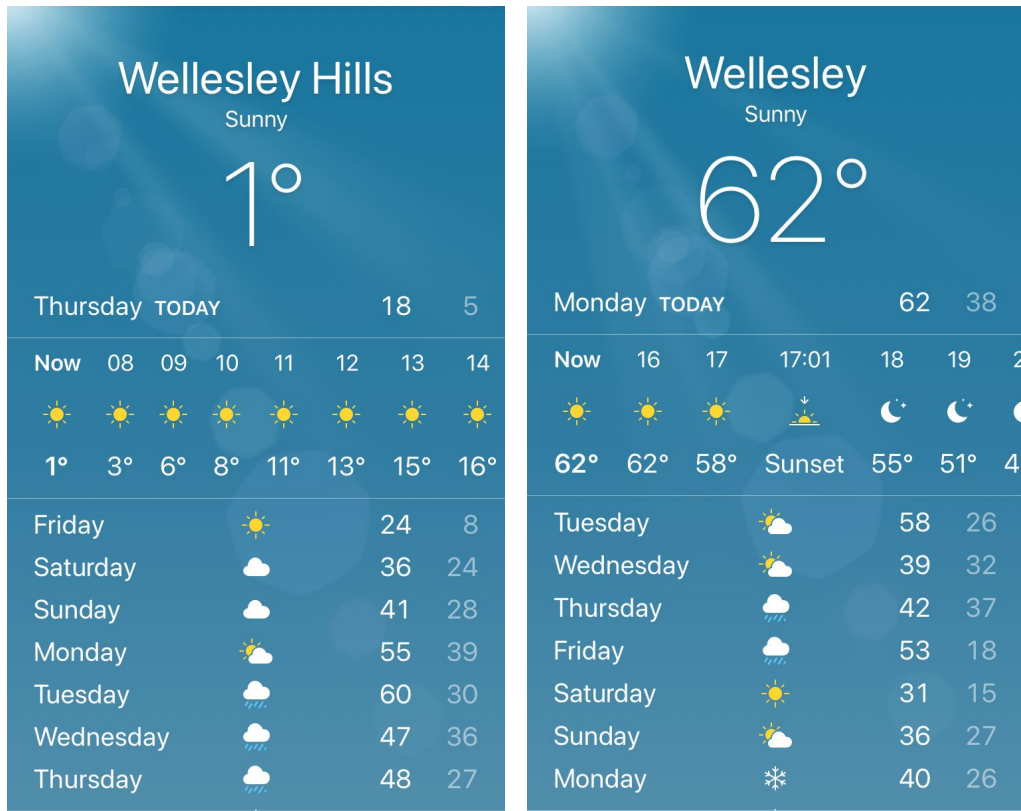 Wellesley Hills
Sunny
1°
Thursday TODAY 18 5
Now 08 09 10 11 12 13 14
1° 3° 6° 8° 11° 13° 15° 16°
Friday 24 8
Saturday 36 24
Sunday 41 28
Monday 55 39
Tuesday 60 30
Wednesday 47 36
Thursday 48 27
Wellesley
Sunny
62°
Monday TODAY 62 38
Now 16 17 17:01 18 19
62° 62° 58° Sunset 55° 51°
Tuesday 58 26
Wednesday 39 32
Thursday 42 37
Friday 53 18
Saturday 31 15
Sunday 36 27
Monday 40 26